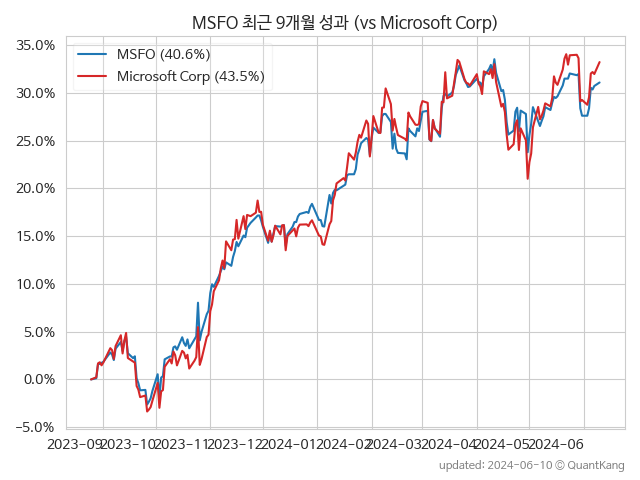 MSFO 최근 9개월 성과 (vs Microsoft Corp)
MSFO (40.6%)
Microsoft Corp (43.5%)
35.0%
30.0%
25.0%
20.0%
15.0%
10.0%
5.0%
0.0%
-5.0%
2023-09 2023-10 2023-11 2023-12 2024-01 2024-02 2024-03 2024-04 2024-05 2024-06
updated: 2024-06-10 © QuantKang